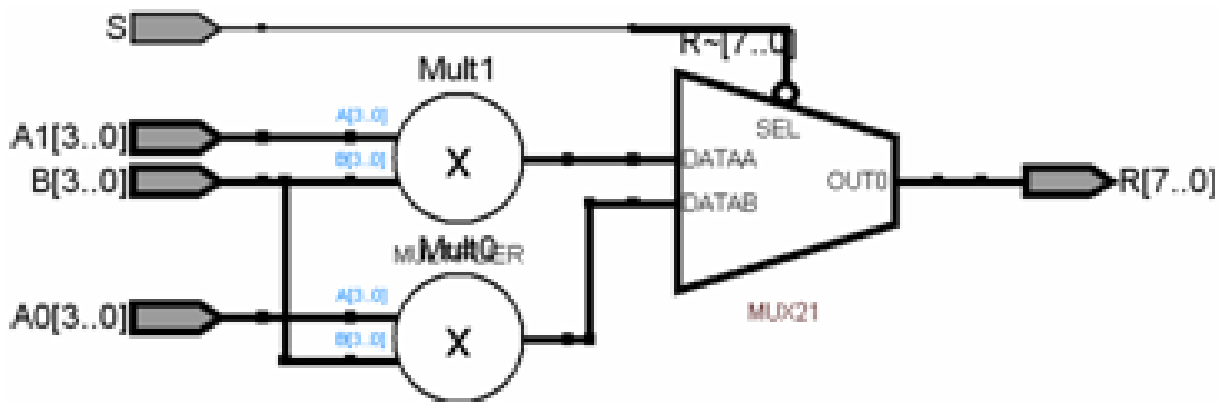 S
R~[7..0]
Mult1
A[3..0]
A1[3..0]
B[3..0]
B[3..0]
X
SEL
DATAA
DATAB
OUT0
R[7..0]
Mult0
A[3..0]
A0[3..0]
B[3..0]
X
MUX21